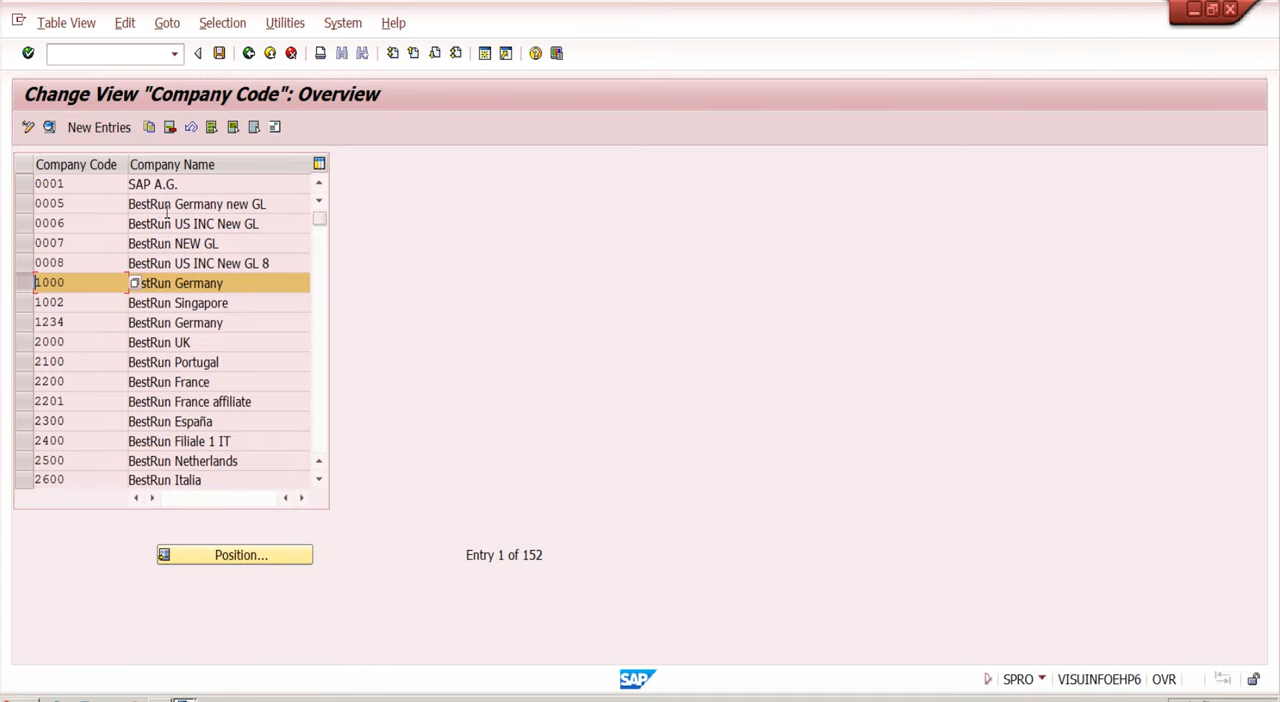 Table View Edit Goto Selection Utilities System Help
Change View "Company Code": Overview
New Entries
Company Code Company Name
0001 SAP A.G.
0005 BestRun Germany new GL
0006 BestRun US INC New GL
0007 BestRun NEW GL
0008 BestRun US INC New GL 8
1000 stRun Germany
1002 BestRun Singapore
1234 BestRun Germany
2000 BestRun UK
2100 BestRun Portugal
2200 BestRun France
2201 BestRun France affiliate
2300 BestRun España
2400 BestRun Filiale 1 IT
2500 BestRun Netherlands
2600 BestRun Italia
Position... Entry 1 of 152
SAP SPRO VISUINFOEHP6 OVR